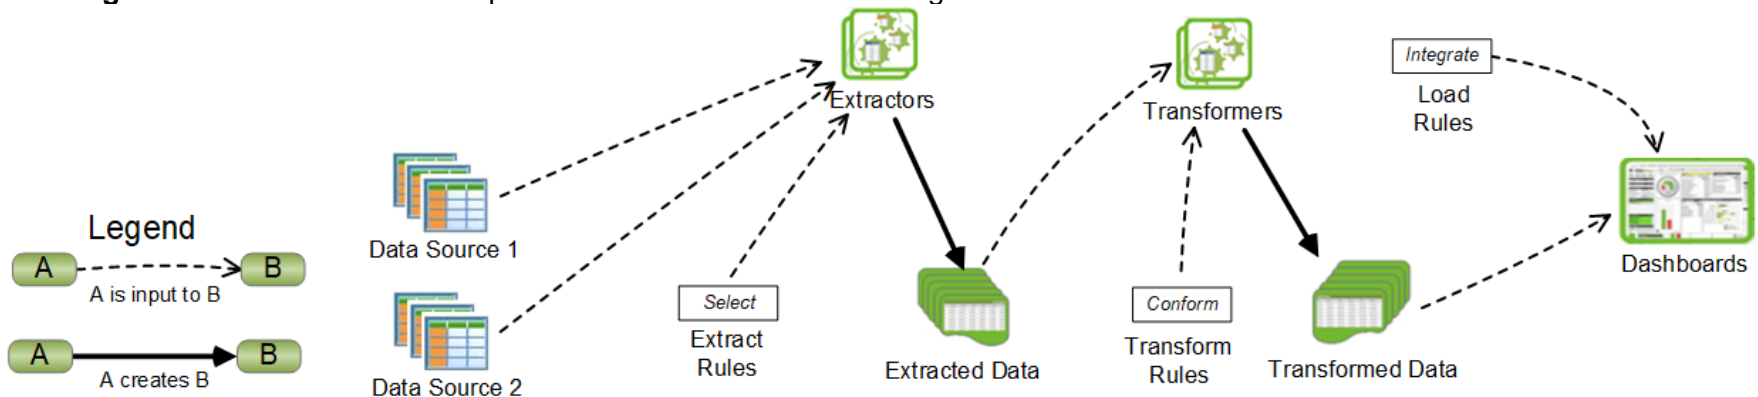 Extractors
Transformers
Integrate
Load
Rules
Dashboards
Data Source 1
Data Source 2
Select
Extract
Rules
Extracted Data
Conform
Transform
Rules
Transformed Data
Legend
A
B
A is input to B
A
B
A creates B